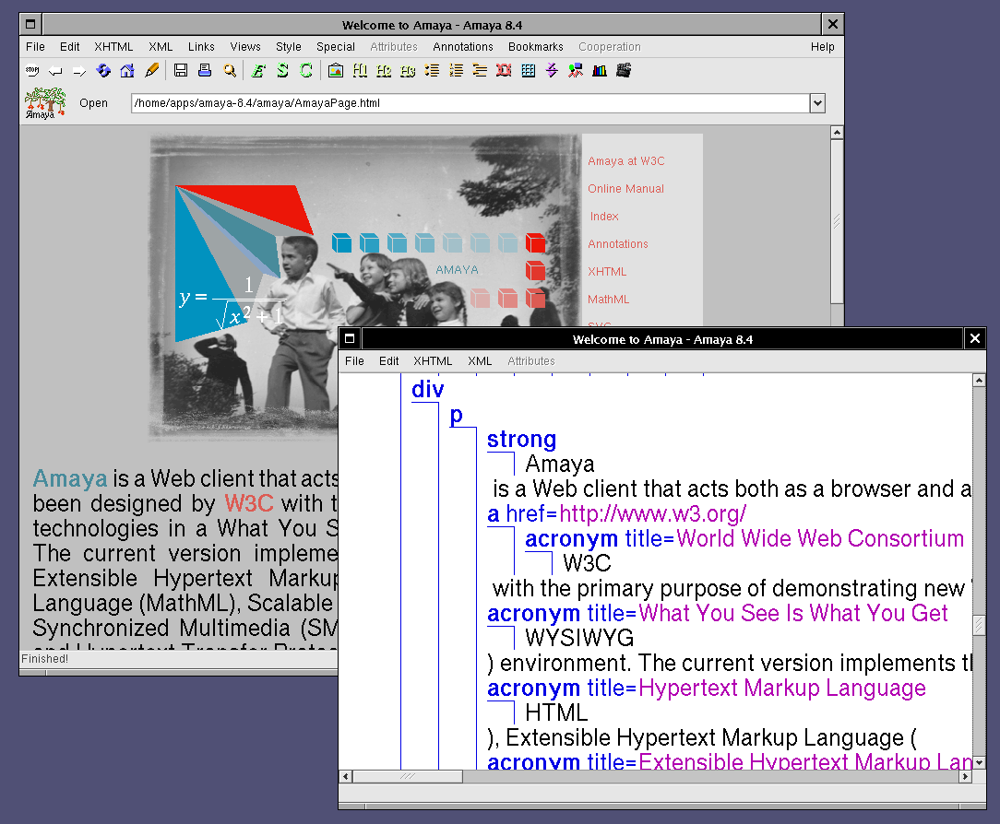 Welcome to Amaya - Amaya 8.4
File Edit XHTML XML Links Views Style Special Attributes Annotations Bookmarks Cooperation Help
STOP E S C H1 H2 H3
Amaya Open /home/apps/amaya-8.4/amaya/AmayaPage.html
Amaya at W3C
Online Manual
Index
Annotations
XHTML
MathML
AMAYA
y = 1 / √x² + 1
Amaya is a Web client that acts
been designed by W3C with t
technologies in a What You S
The current version impleme
Extensible Hypertext Markup
Language (MathML), Scalable
Synchronized Multimedia (SM
and Hypertext Transfer Protoc
Finished!
Welcome to Amaya - Amaya 8.4
File Edit XHTML XML Attributes
div
p
strong
Amaya
is a Web client that acts both as a browser and a
a href=http://www.w3.org/
acronym title=World Wide Web Consortium
W3C
with the primary purpose of demonstrating new
acronym title=What You See Is What You Get
WYSIWYG
) environment. The current version implements th
acronym title=Hypertext Markup Language
HTML
), Extensible Hypertext Markup Language (
acronym title=Extensible Hypertext Markup Lan